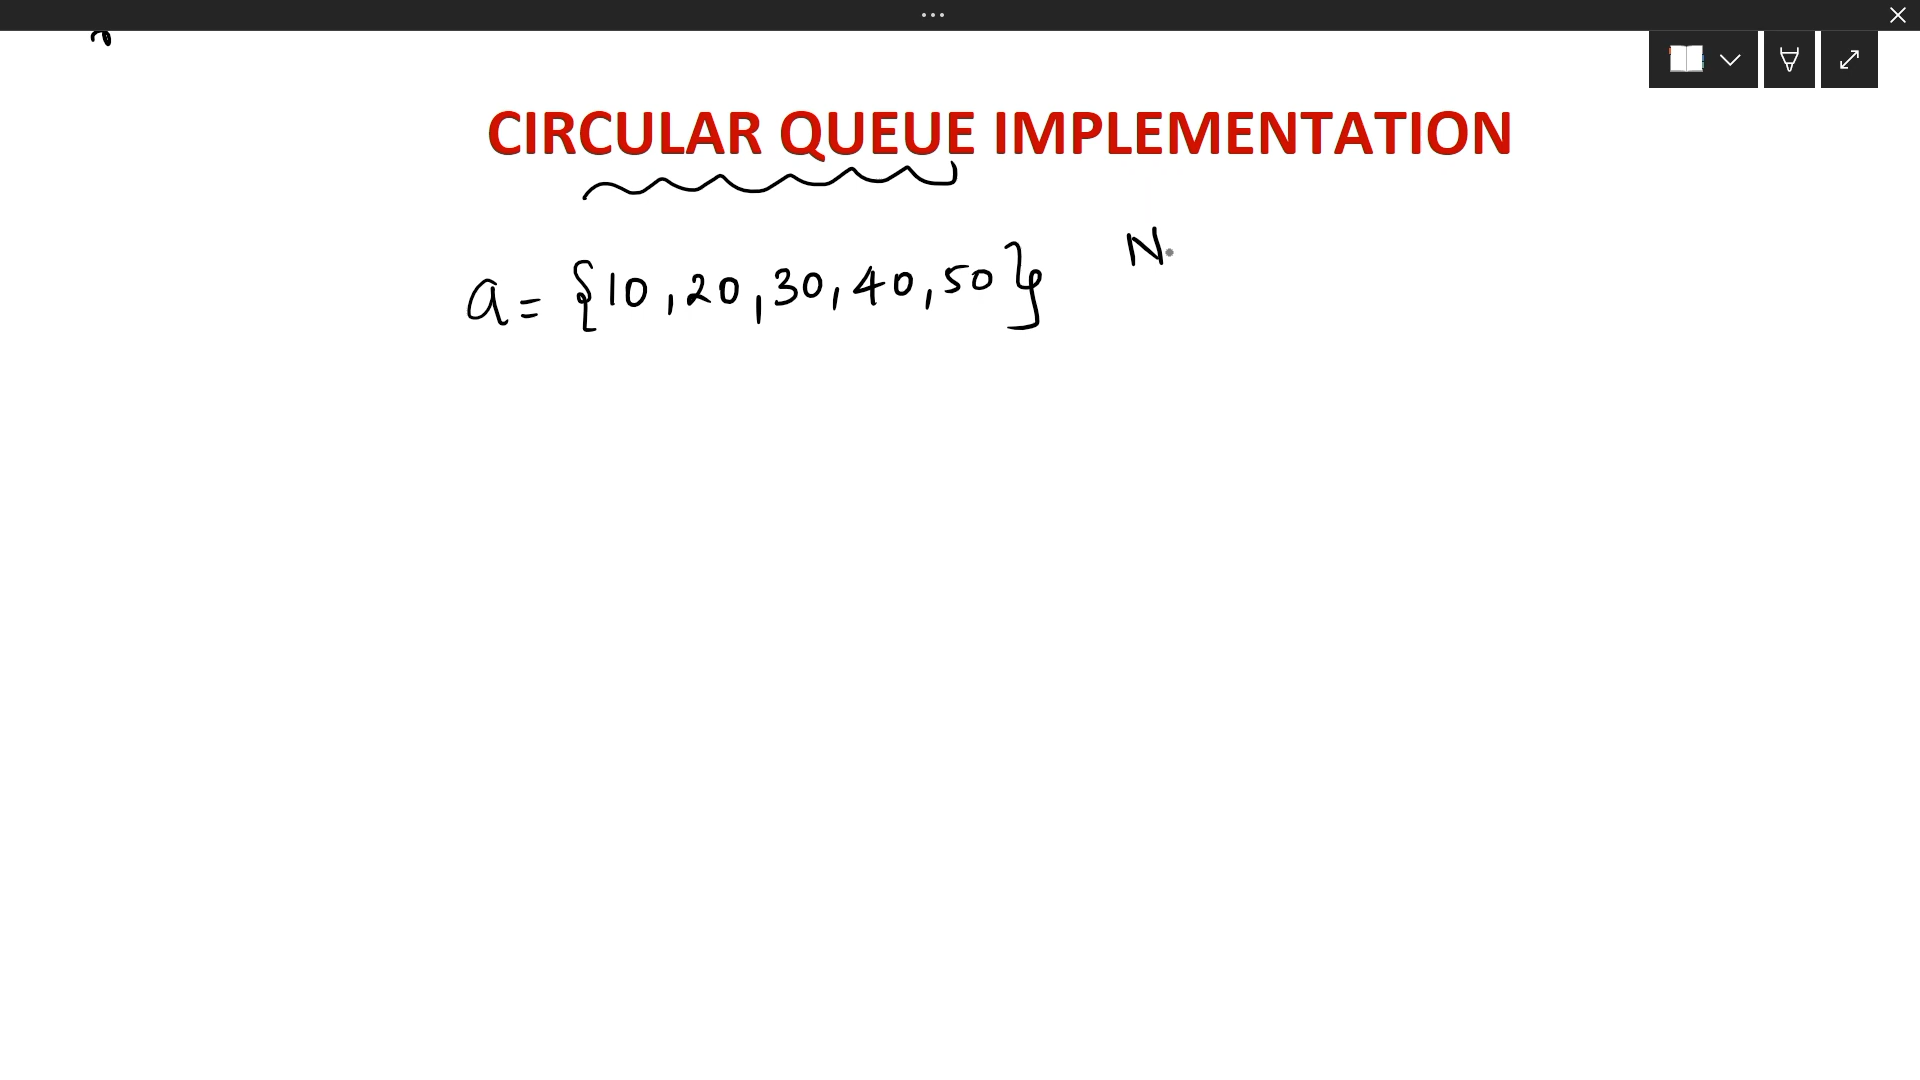 CIRCULAR QUEUE IMPLEMENTATION
a = {10,20,30,40,50} N